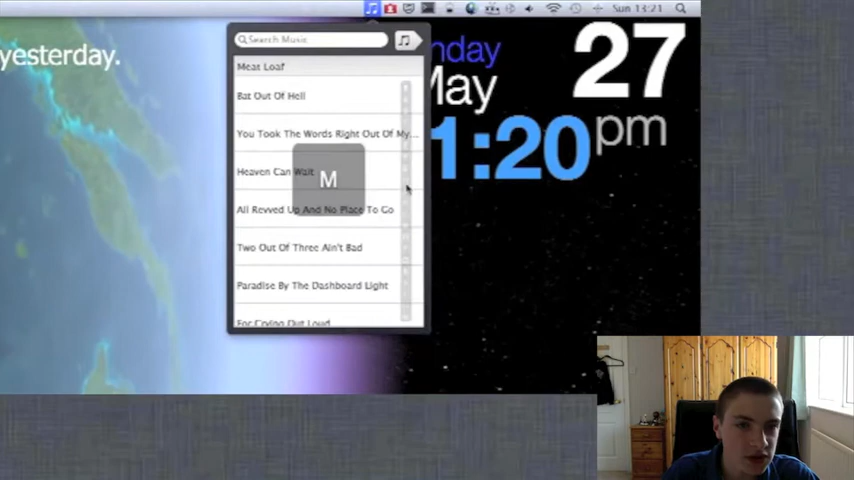 Sun 13:21
yesterday.
Search Music
nday
27
May
Meat Loaf
1:20 pm
Bat Out Of Hell
You Took The Words Right Out Of My...
Heaven Can Wait
M
All Revved Up And No Place To Go
Two Out Of Three Ain't Bad
Paradise By The Dashboard Light
For Crying Out Loud